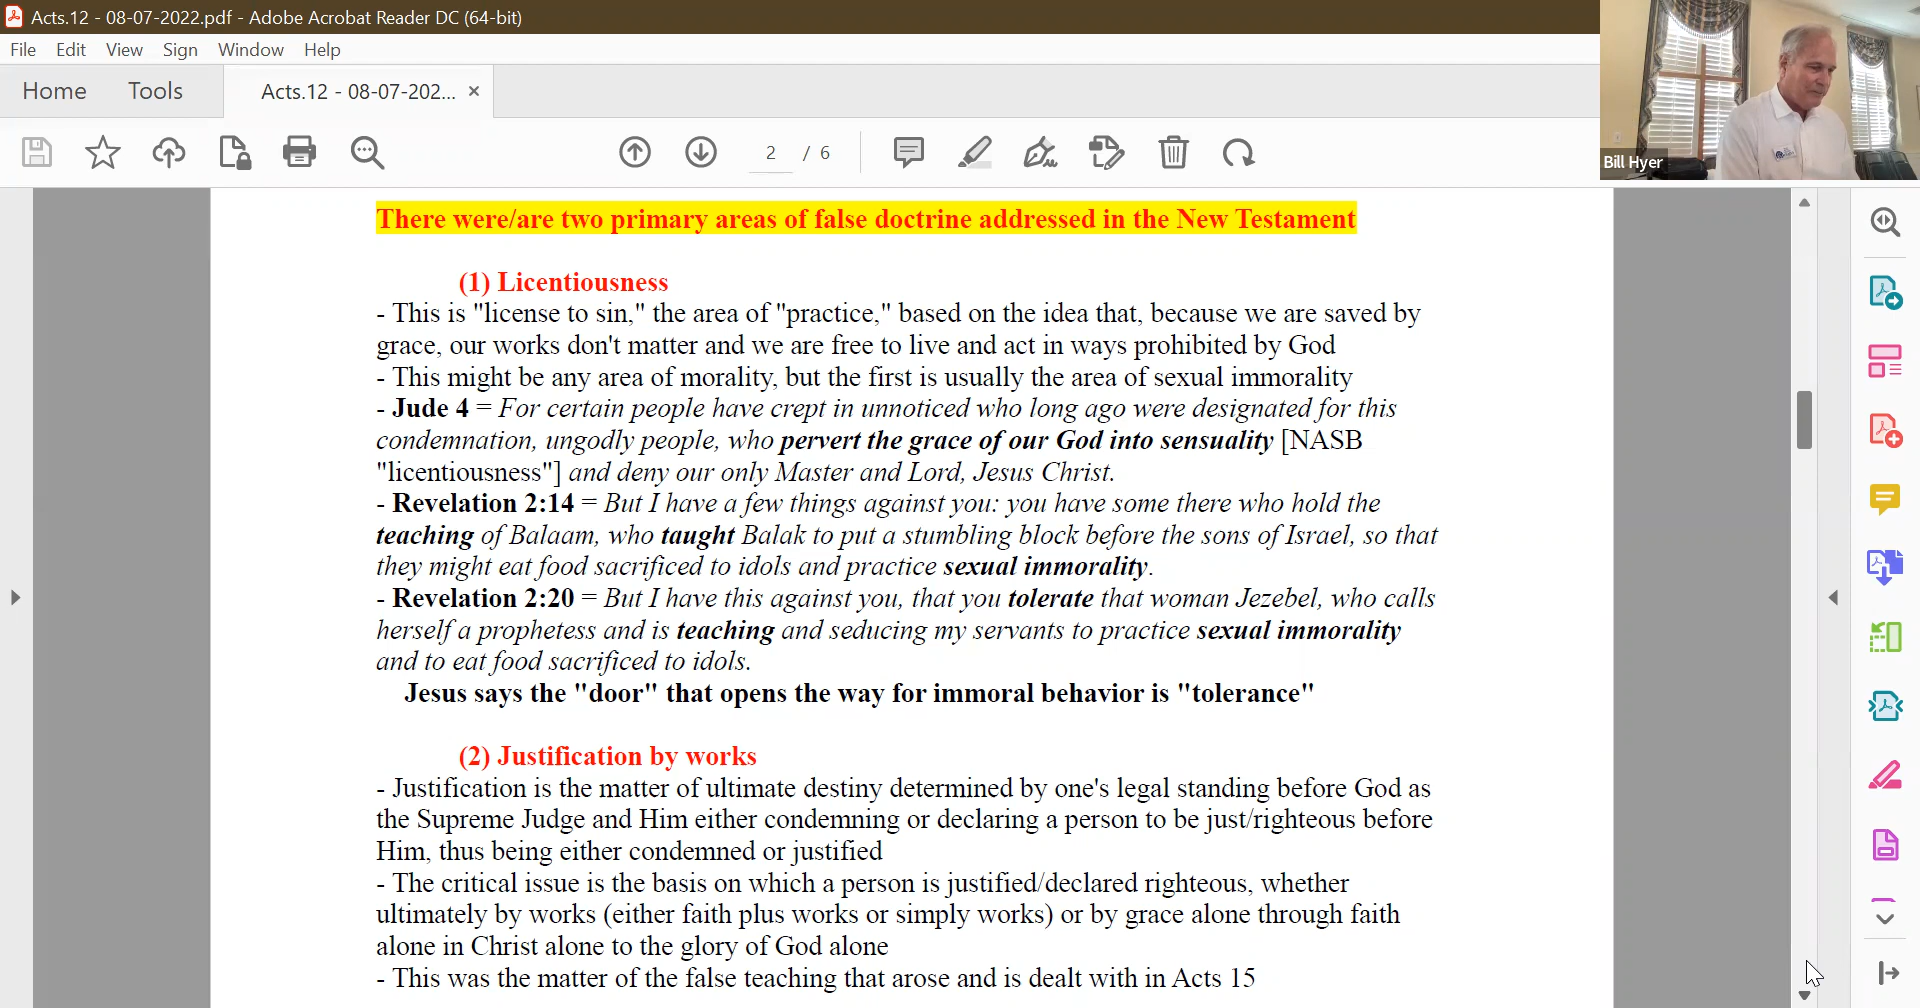 Acts.12 - 08-07-2022.pdf - Adobe Acrobat Reader DC (64-bit)
File Edit View Sign Window Help
Home Tools Acts.12 - 08-07-202... ×
2 / 6
Bill Hyer
There were/are two primary areas of false doctrine addressed in the New Testament
(1) Licentiousness
- This is "license to sin," the area of "practice," based on the idea that, because we are saved by
grace, our works don't matter and we are free to live and act in ways prohibited by God
- This might be any area of morality, but the first is usually the area of sexual immorality
- Jude 4 = For certain people have crept in unnoticed who long ago were designated for this
condemnation, ungodly people, who pervert the grace of our God into sensuality [NASB
"licentiousness"] and deny our only Master and Lord, Jesus Christ.
- Revelation 2:14 = But I have a few things against you: you have some there who hold the
teaching of Balaam, who taught Balak to put a stumbling block before the sons of Israel, so that
they might eat food sacrificed to idols and practice sexual immorality.
- Revelation 2:20 = But I have this against you, that you tolerate that woman Jezebel, who calls
herself a prophetess and is teaching and seducing my servants to practice sexual immorality
and to eat food sacrificed to idols.
Jesus says the "door" that opens the way for immoral behavior is "tolerance"
(2) Justification by works
- Justification is the matter of ultimate destiny determined by one's legal standing before God as
the Supreme Judge and Him either condemning or declaring a person to be just/righteous before
Him, thus being either condemned or justified
- The critical issue is the basis on which a person is justified/declared righteous, whether
ultimately by works (either faith plus works or simply works) or by grace alone through faith
alone in Christ alone to the glory of God alone
- This was the matter of the false teaching that arose and is dealt with in Acts 15